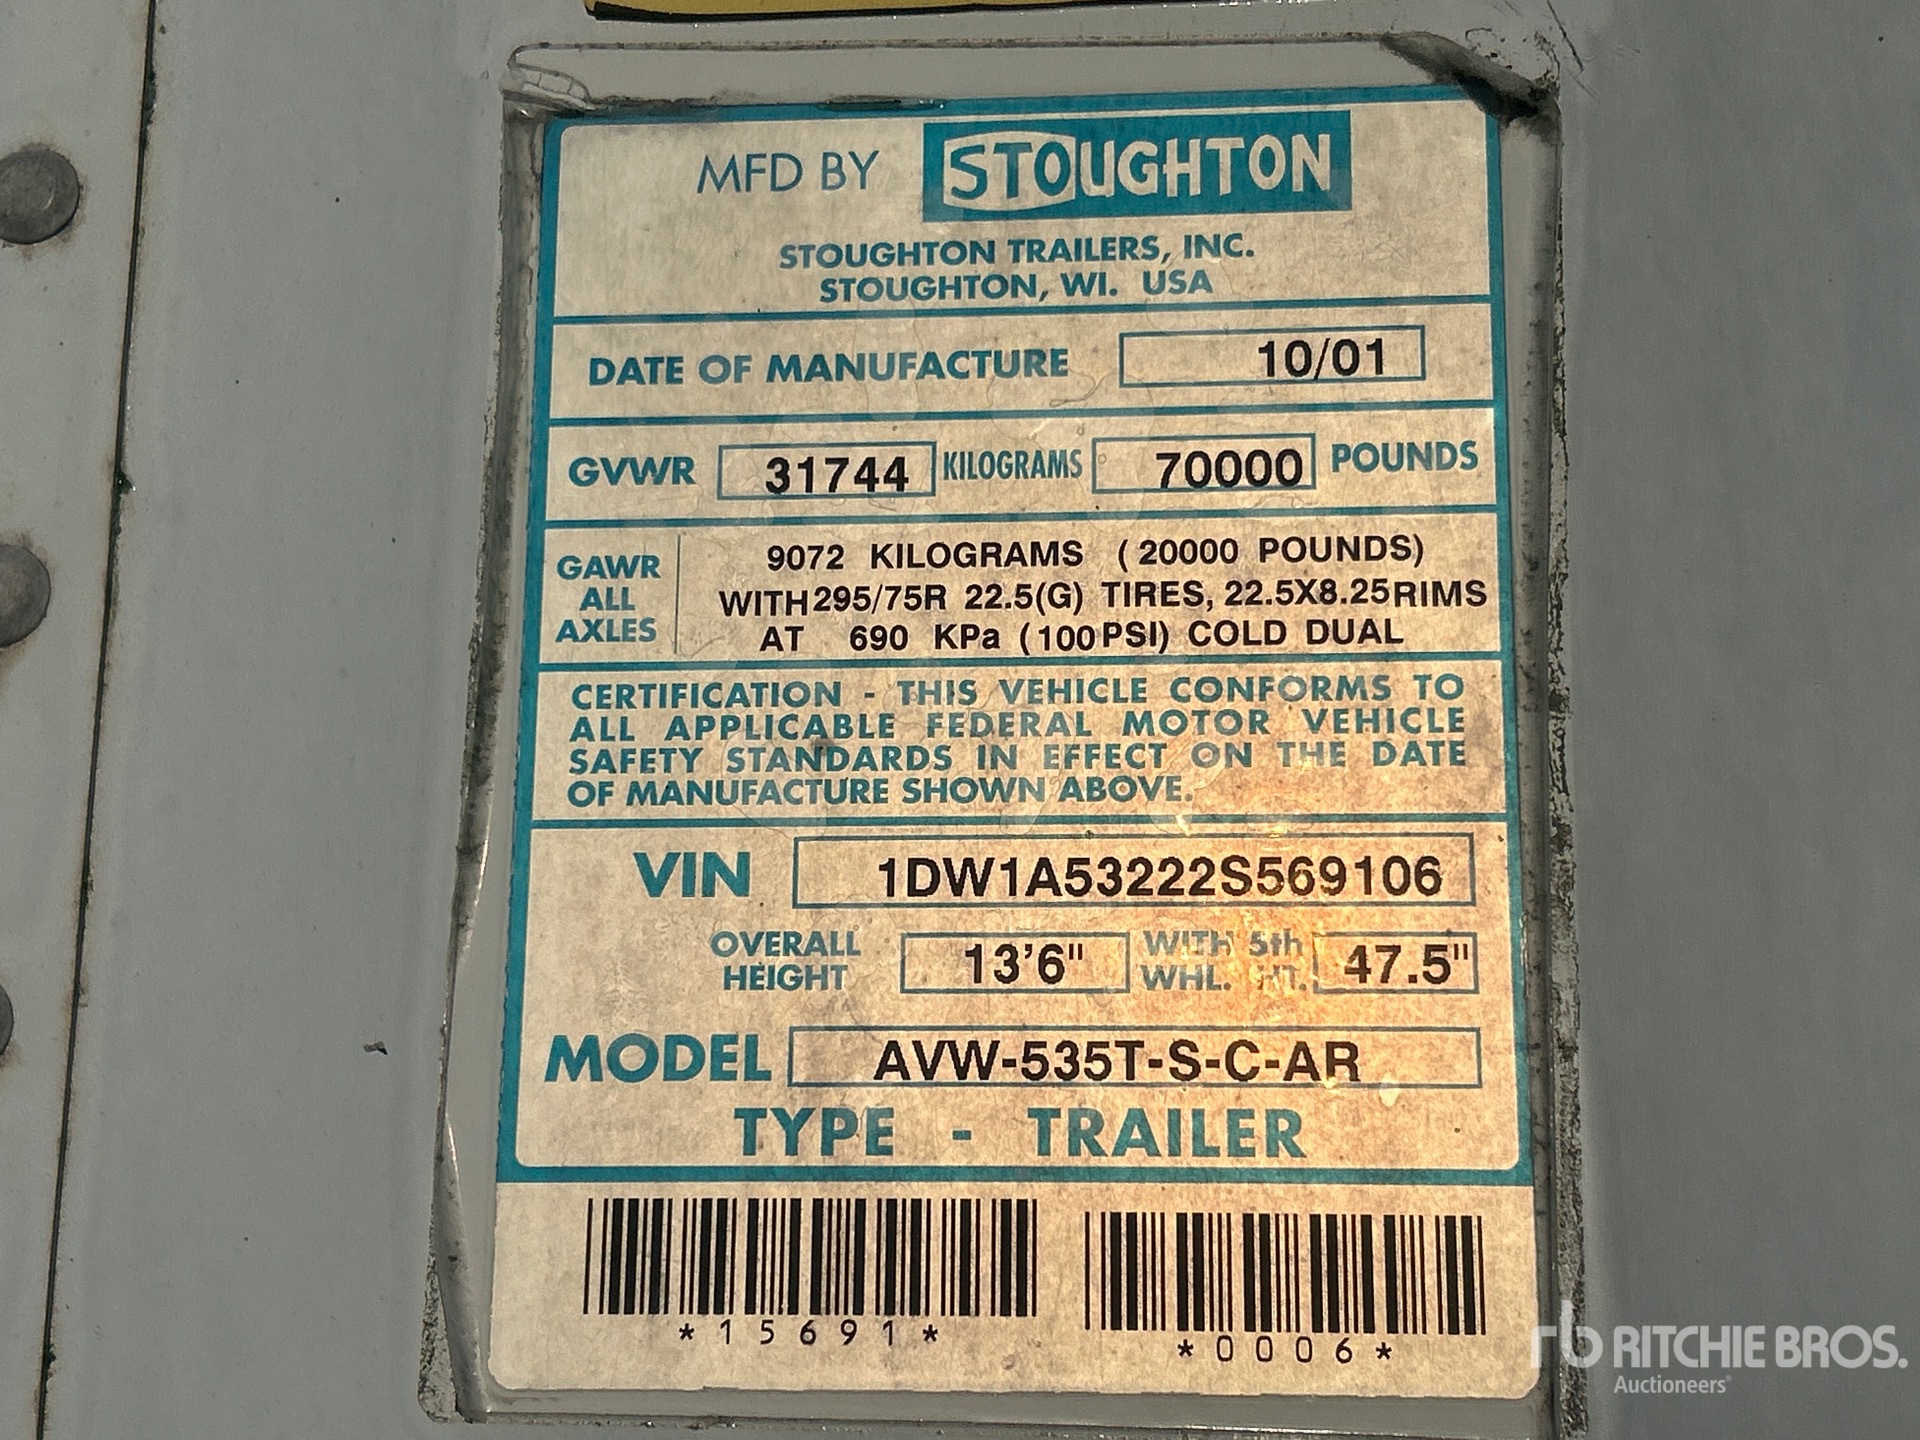 MFD BY STOUGHTON
STOUGHTON TRAILERS, INC.
STOUGHTON, WI. USA
DATE OF MANUFACTURE 10/01
GVWR 31744 KILOGRAMS 70000 POUNDS
GAWR ALL AXLES
9072 KILOGRAMS (20000 POUNDS)
WITH 295/75R 22.5(G) TIRES, 22.5X8.25 RIMS
AT 690 KPa (100 PSI) COLD DUAL
CERTIFICATION - THIS VEHICLE CONFORMS TO
ALL APPLICABLE FEDERAL MOTOR VEHICLE
SAFETY STANDARDS IN EFFECT ON THE DATE
OF MANUFACTURE SHOWN ABOVE.
VIN 1DW1A53222S569106
OVERALL HEIGHT 13'6" WITH 5th WHL. HT. 47.5"
MODEL AVW-535T-S-C-AR
TYPE - TRAILER
*15691* *0006*
rb RITCHIE BROS.
Auctioneers